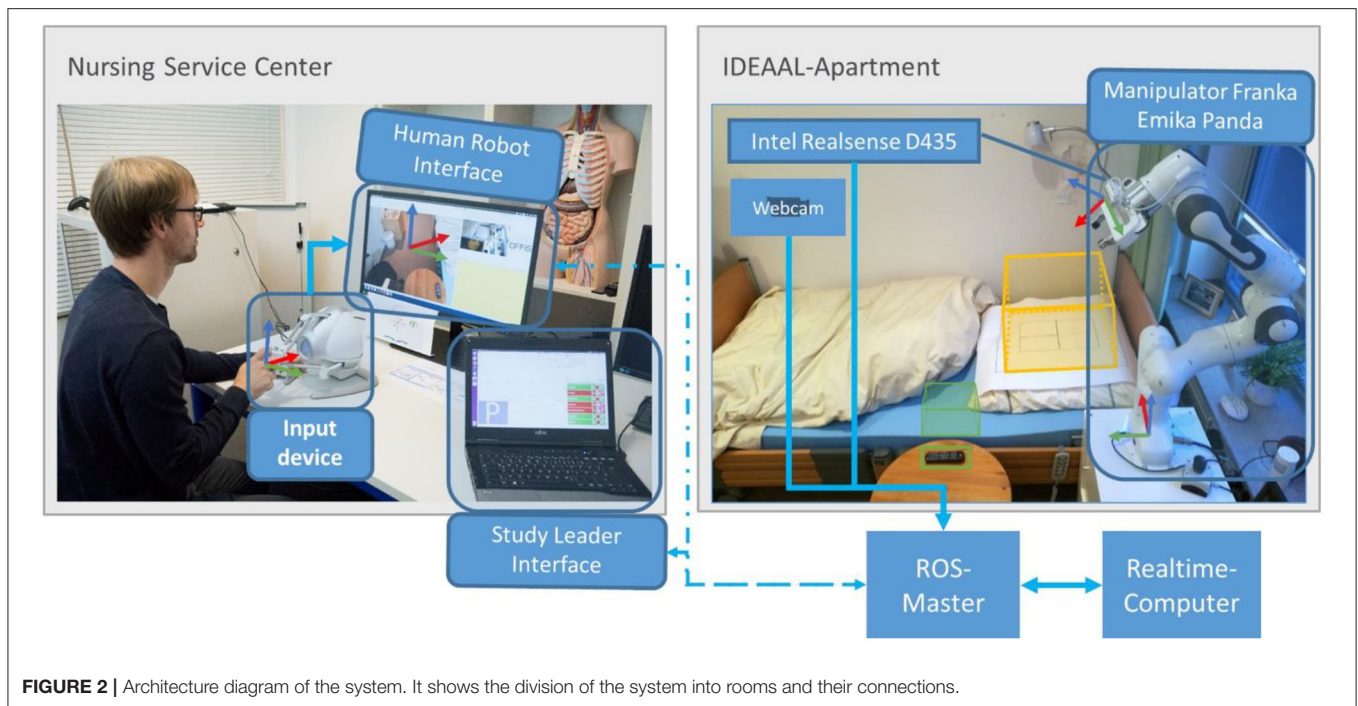 Nursing Service Center
Human Robot
Interface
OFFIS
Input
device
P
Study Leader
Interface
IDEAAL-Apartment
Manipulator Franka
Emika Panda
Intel Realsense D435
Webcam
ROS-
Master
Realtime-
Computer
FIGURE 2 | Architecture diagram of the system. It shows the division of the system into rooms and their connections.